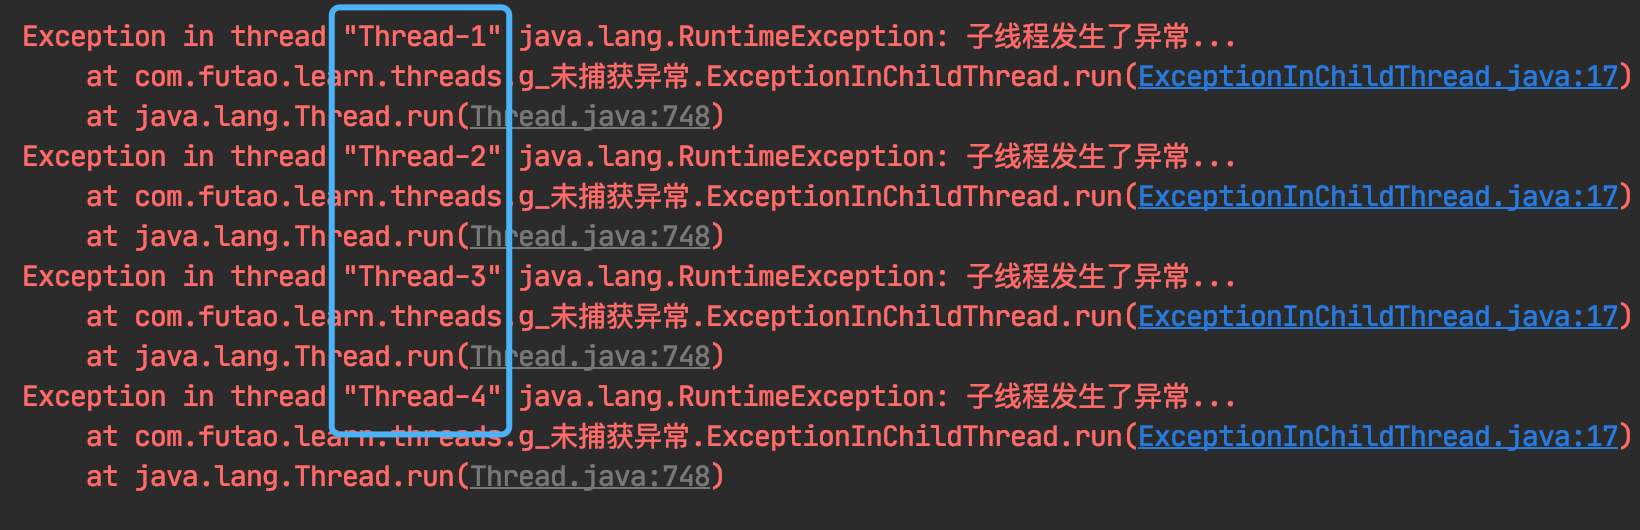 Exception in thread "Thread-1" java.lang.RuntimeException: 子线程发生了异常...
at com.futao.learn.threads.g_未捕获异常.ExceptionInChildThread.run(ExceptionInChildThread.java:17)
at java.lang.Thread.run(Thread.java:748)
Exception in thread "Thread-2" java.lang.RuntimeException: 子线程发生了异常...
at com.futao.learn.threads.g_未捕获异常.ExceptionInChildThread.run(ExceptionInChildThread.java:17)
at java.lang.Thread.run(Thread.java:748)
Exception in thread "Thread-3" java.lang.RuntimeException: 子线程发生了异常...
at com.futao.learn.threads.g_未捕获异常.ExceptionInChildThread.run(ExceptionInChildThread.java:17)
at java.lang.Thread.run(Thread.java:748)
Exception in thread "Thread-4" java.lang.RuntimeException: 子线程发生了异常...
at com.futao.learn.threads.g_未捕获异常.ExceptionInChildThread.run(ExceptionInChildThread.java:17)
at java.lang.Thread.run(Thread.java:748)